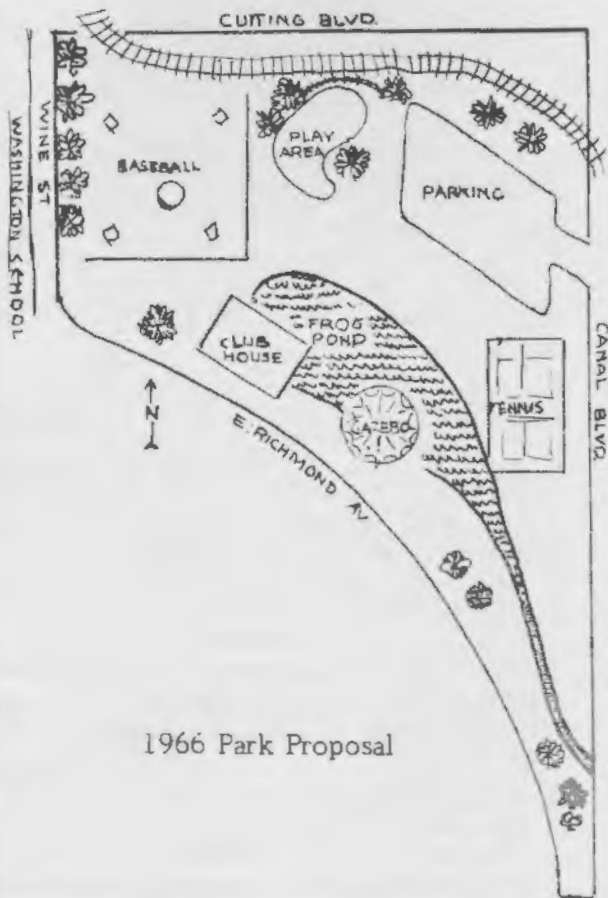 CUTTING BLVD.
WINE ST
WASHINGTON SCHOOL
BASEBALL
PLAY
AREA
PARKING
CLUB
HOUSE
FROG
POND
GAZEBO
TENNIS
CANAL BLVD.
N
E. RICHMOND AV
1966 Park Proposal